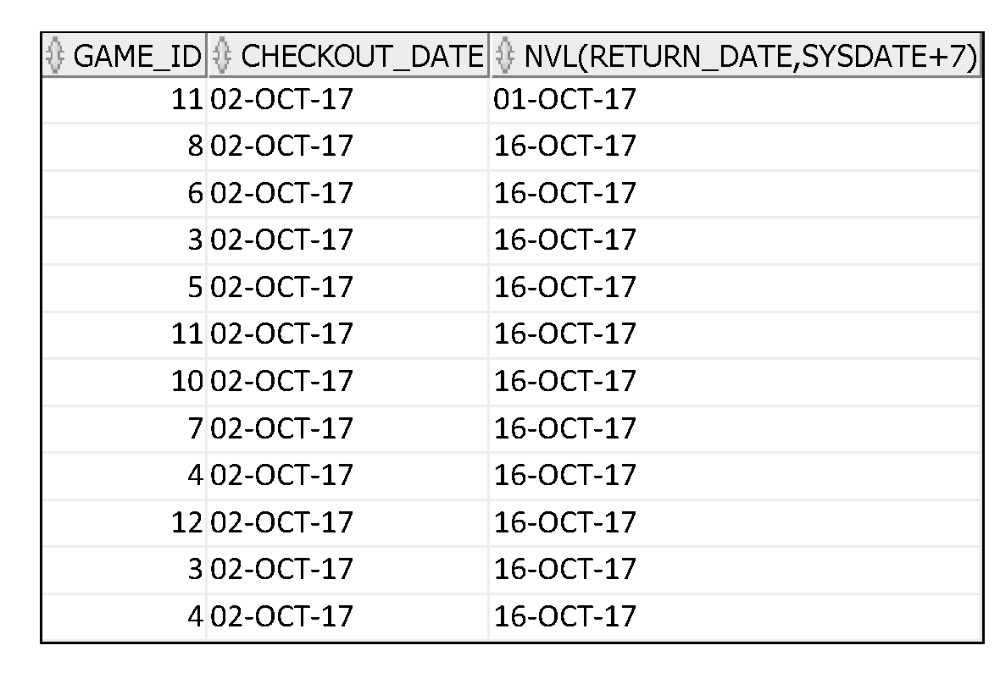 GAME_ID CHECKOUT_DATE NVL(RETURN_DATE,SYSDATE+7)
11 02-OCT-17 01-OCT-17
8 02-OCT-17 16-OCT-17
6 02-OCT-17 16-OCT-17
3 02-OCT-17 16-OCT-17
5 02-OCT-17 16-OCT-17
11 02-OCT-17 16-OCT-17
10 02-OCT-17 16-OCT-17
7 02-OCT-17 16-OCT-17
4 02-OCT-17 16-OCT-17
12 02-OCT-17 16-OCT-17
3 02-OCT-17 16-OCT-17
4 02-OCT-17 16-OCT-17